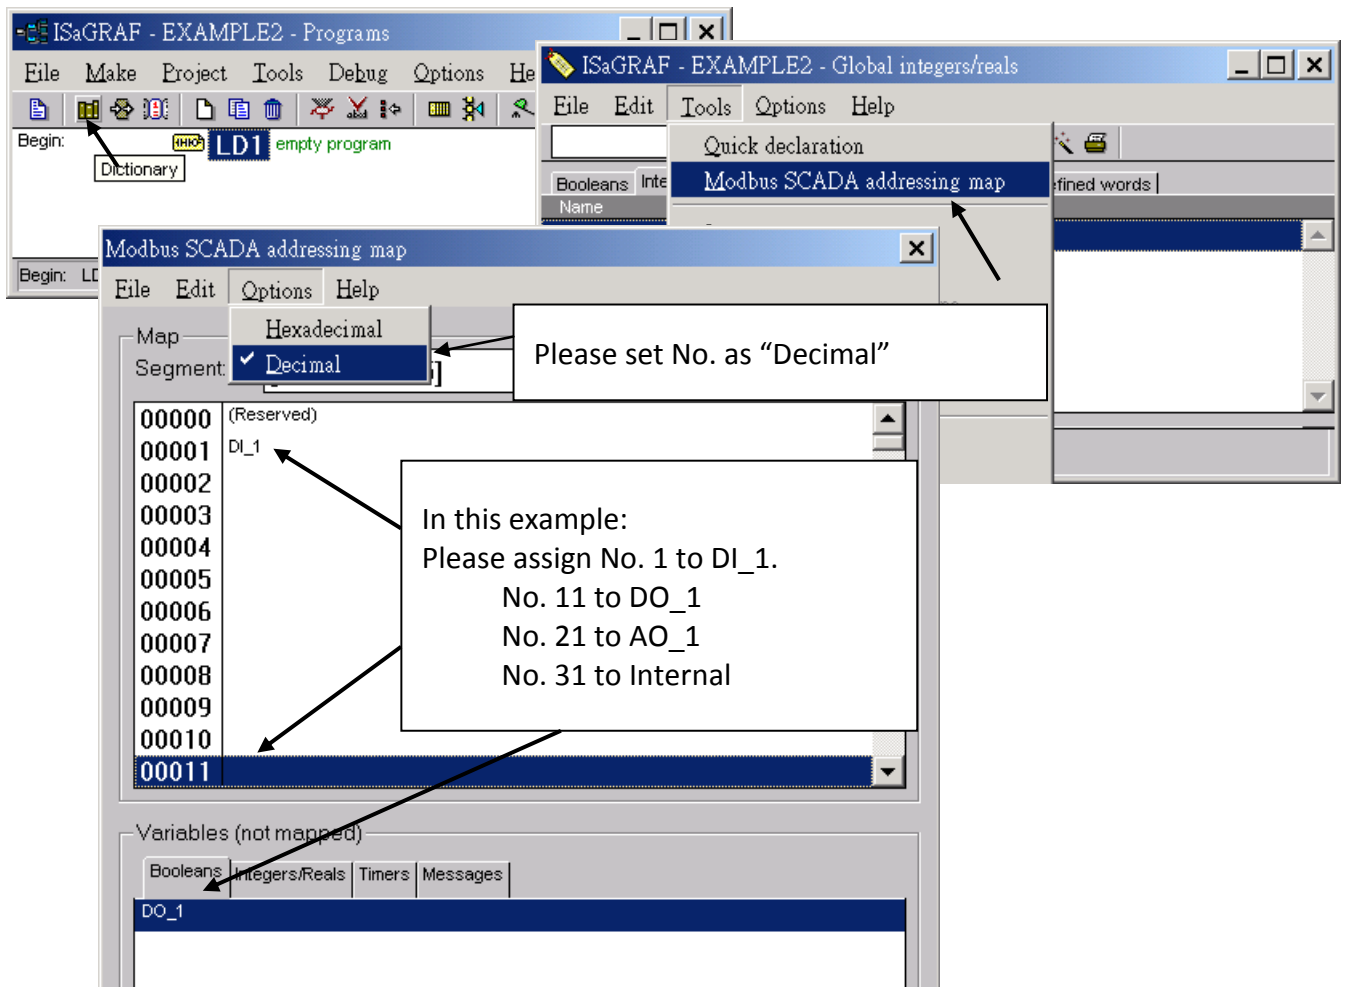 ISaGRAF - EXAMPLE2 - Programs
File Make Project Tools Debug Options He
Begin: LD1 empty program
Dictionary
Begin: LD
ISaGRAF - EXAMPLE2 - Global integers/reals
File Edit Tools Options Help
Quick declaration
Modbus SCADA addressing map
Booleans Inte fined words
Name
Modbus SCADA addressing map
File Edit Options Help
Hexadecimal
Decimal
Map
Segment:
Please set No. as “Decimal”
00000 (Reserved)
00001 DI_1
00002
00003
00004
00005
00006
00007
00008
00009
00010
00011
In this example:
Please assign No. 1 to DI_1.
No. 11 to DO_1
No. 21 to AO_1
No. 31 to Internal
Variables (not mapped)
Booleans Integers/Reals Timers Messages
DO_1